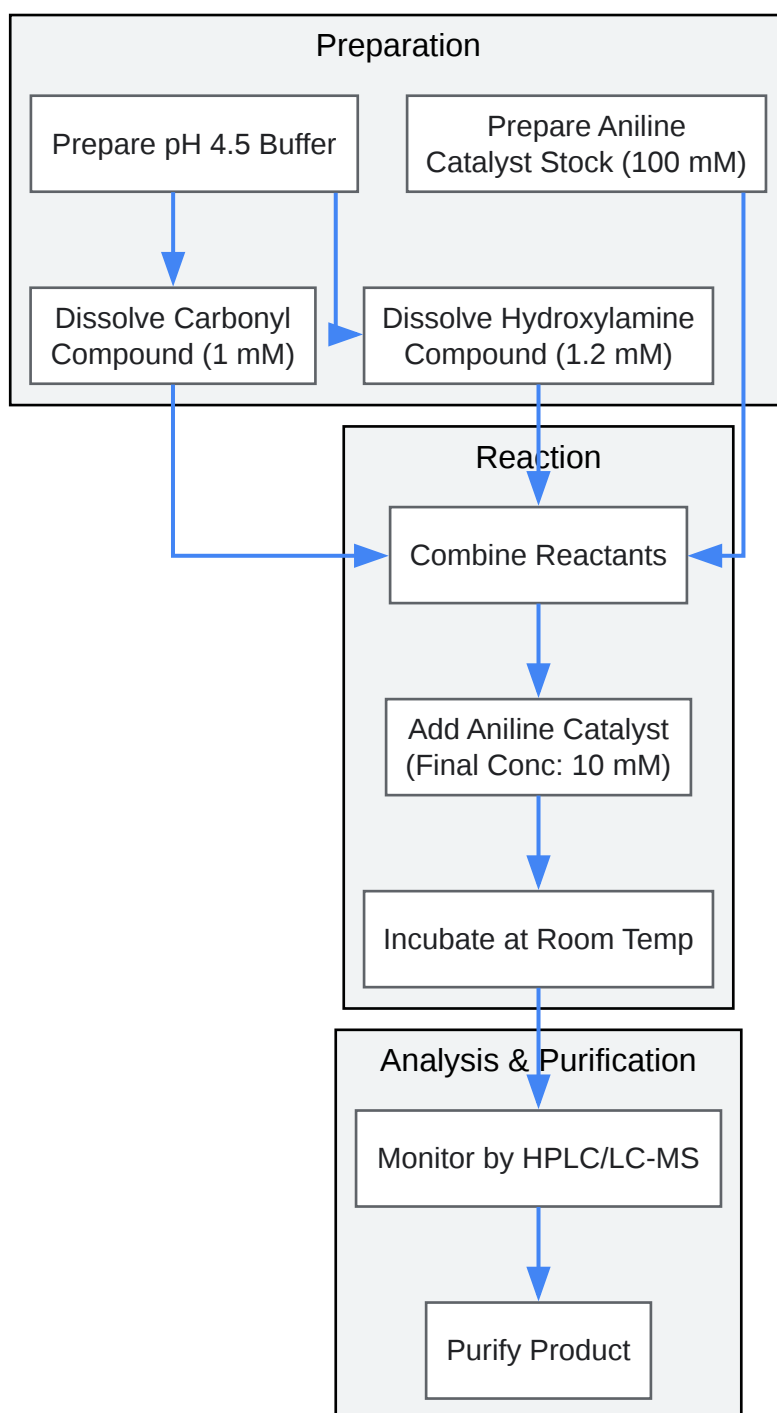 Preparation
Prepare pH 4.5 Buffer
Prepare Aniline
Catalyst Stock (100 mM)
Dissolve Carbonyl
Compound (1 mM)
Dissolve Hydroxylamine
Compound (1.2 mM)
Reaction
Combine Reactants
Add Aniline Catalyst
(Final Conc: 10 mM)
Incubate at Room Temp
Analysis & Purification
Monitor by HPLC/LC-MS
Purify Product